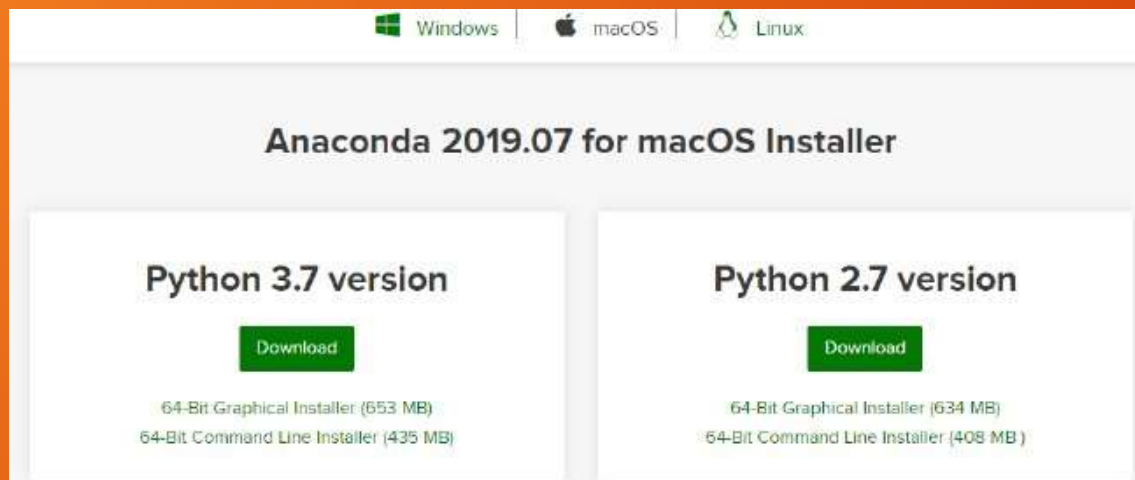 Windows | macOS | Linux
Anaconda 2019.07 for macOS Installer
Python 3.7 version
Download
64-Bit Graphical Installer (653 MB)
64-Bit Command Line Installer (435 MB)
Python 2.7 version
Download
64-Bit Graphical Installer (634 MB)
64-Bit Command Line Installer (408 MB )